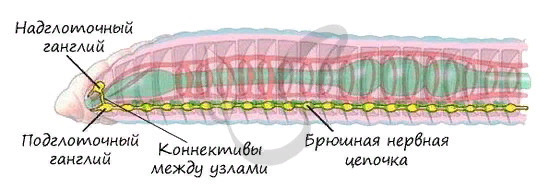 Надглоточный
ганглий
Подглоточный
ганглий
Коннективы
между узлами
Брюшная нервная
цепочка